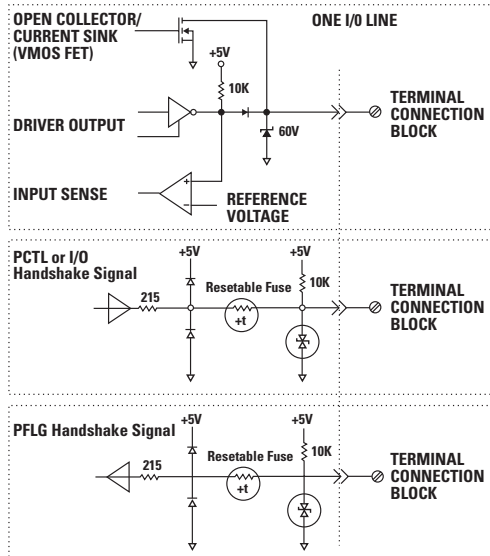 OPEN COLLECTOR/
CURRENT SINK
(VMOS FET)
ONE I/0 LINE
+5V
10K
DRIVER OUTPUT
TERMINAL
CONNECTION
BLOCK
60V
INPUT SENSE
+
–
REFERENCE
VOLTAGE
PCTL or I/O
Handshake Signal
+5V
+5V
215
Resetable Fuse
+t
10K
TERMINAL
CONNECTION
BLOCK
PFLG Handshake Signal
+5V
+5V
215
Resetable Fuse
+t
10K
TERMINAL
CONNECTION
BLOCK